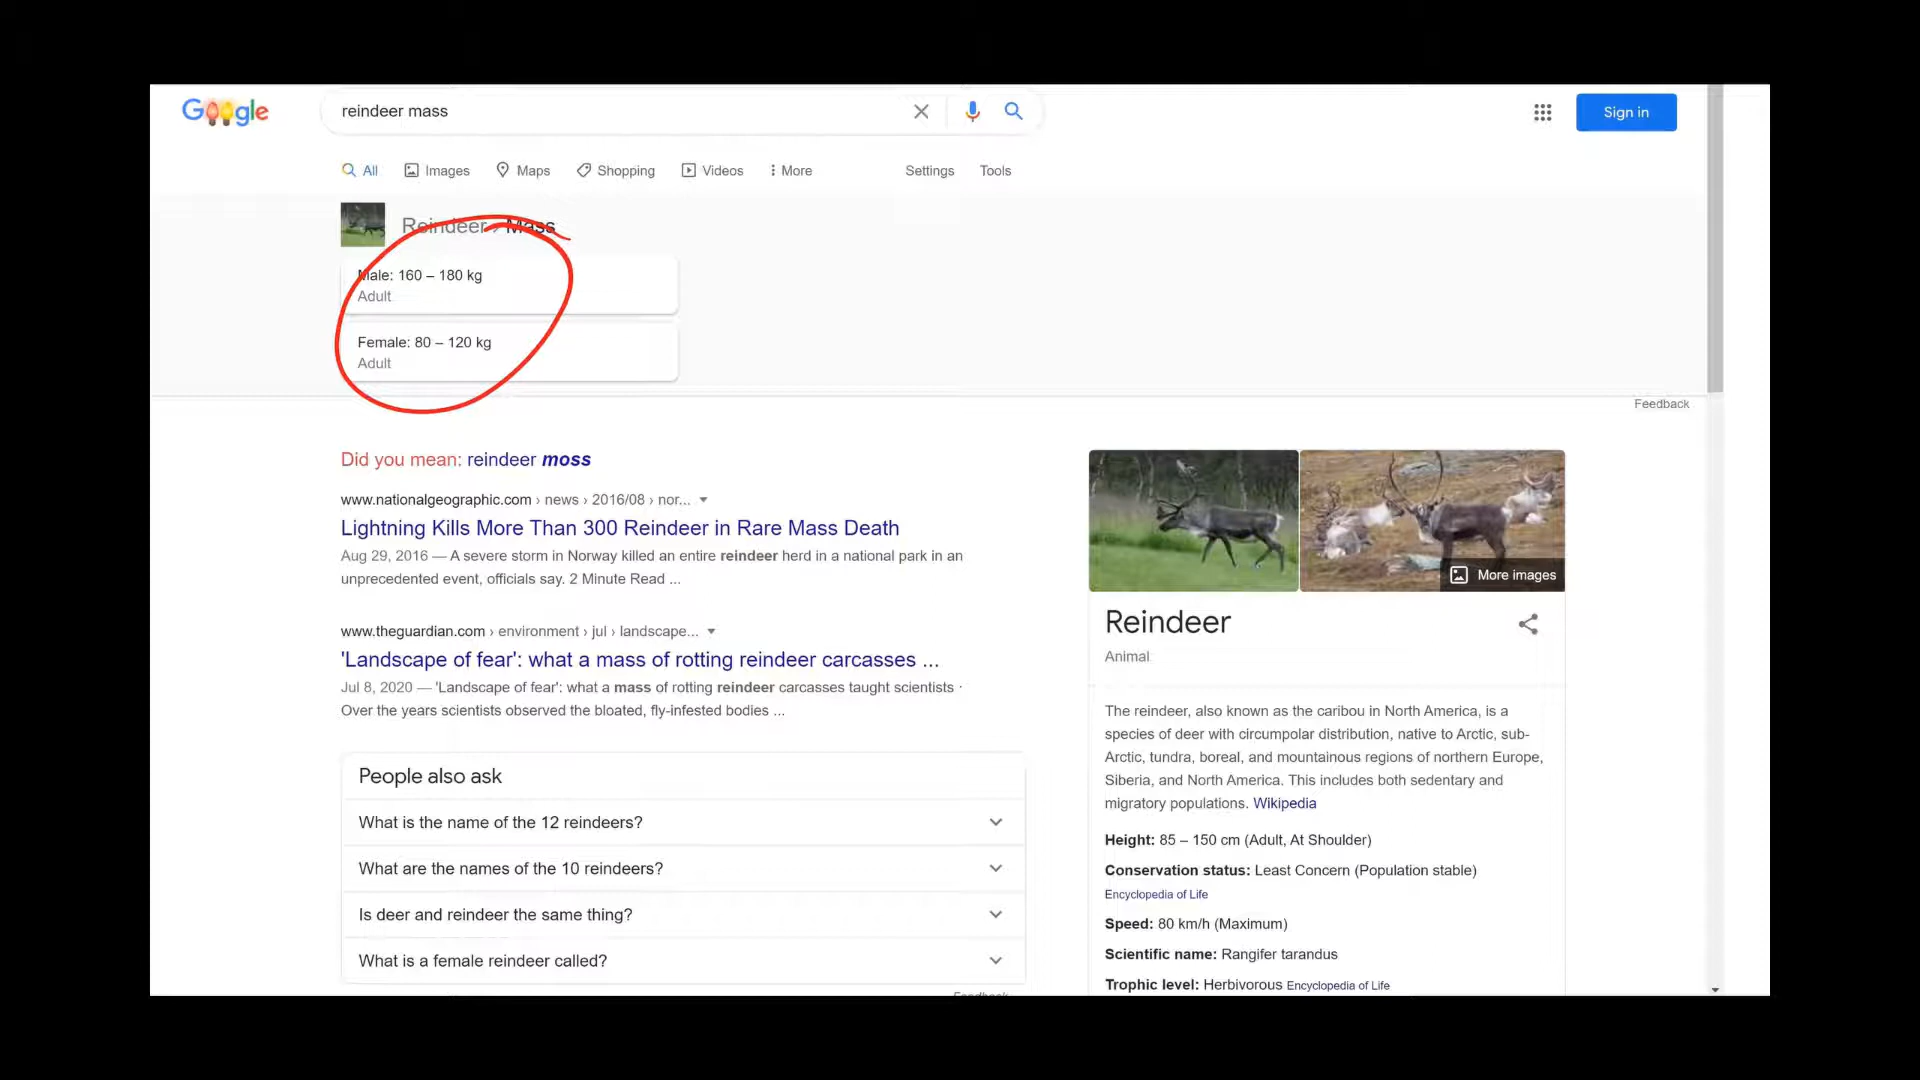 Google
reindeer mass
Sign in
All Images Maps Shopping Videos More Settings Tools
Reindeer › Mass
Male: 160 – 180 kg
Adult
Female: 80 – 120 kg
Adult
Feedback
Did you mean: reindeer moss
www.nationalgeographic.com › news › 2016/08 › nor...
Lightning Kills More Than 300 Reindeer in Rare Mass Death
Aug 29, 2016 — A severe storm in Norway killed an entire reindeer herd in a national park in an
unprecedented event, officials say. 2 Minute Read ...
www.theguardian.com › environment › jul › landscape...
'Landscape of fear': what a mass of rotting reindeer carcasses ...
Jul 8, 2020 — 'Landscape of fear': what a mass of rotting reindeer carcasses taught scientists ·
Over the years scientists observed the bloated, fly-infested bodies ...
People also ask
What is the name of the 12 reindeers?
What are the names of the 10 reindeers?
Is deer and reindeer the same thing?
What is a female reindeer called?
Feedback
More images
Reindeer
Animal
The reindeer, also known as the caribou in North America, is a
species of deer with circumpolar distribution, native to Arctic, sub-
Arctic, tundra, boreal, and mountainous regions of northern Europe,
Siberia, and North America. This includes both sedentary and
migratory populations. Wikipedia
Height: 85 – 150 cm (Adult, At Shoulder)
Conservation status: Least Concern (Population stable)
Encyclopedia of Life
Speed: 80 km/h (Maximum)
Scientific name: Rangifer tarandus
Trophic level: Herbivorous Encyclopedia of Life